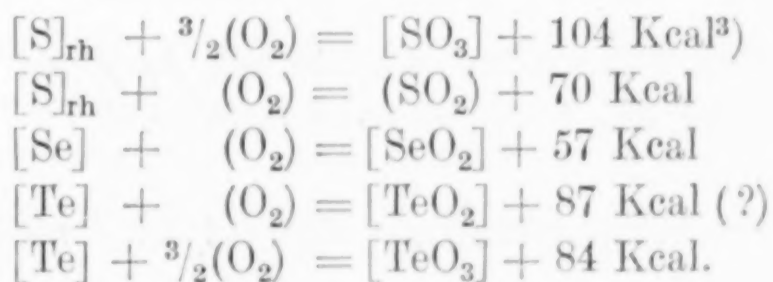 [S]rh + ³/₂(O₂) = [SO₃] + 104 Kcal³)
[S]rh + (O₂) = (SO₂) + 70 Kcal
[Se] + (O₂) = [SeO₂] + 57 Kcal
[Te] + (O₂) = [TeO₂] + 87 Kcal (?)
[Te] + ³/₂(O₂) = [TeO₃] + 84 Kcal.